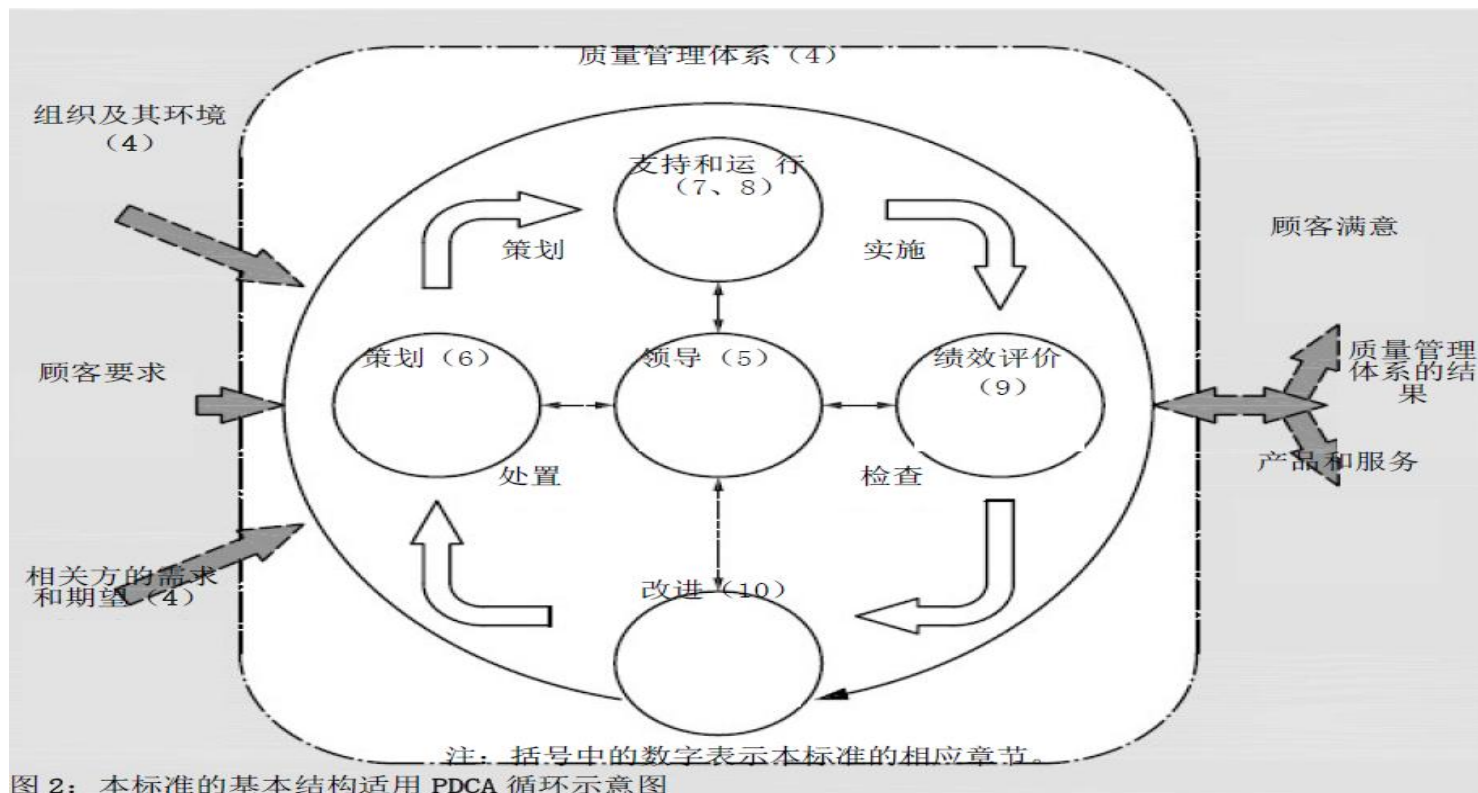 质量管理体系（4）
组织及其环境
（4）
支持和运 行
（7、8）
顾客满意
策划
实施
顾客要求
策划（6）
领导（5）
绩效评价
（9）
质量管理
体系的结
果
处置
检查
产品和服务
相关方的需求
和期望（4）
改进（10）
注：括号中的数字表示本标准的相应章节。
图 2：本标准的基本结构适用 PDCA 循环示意图